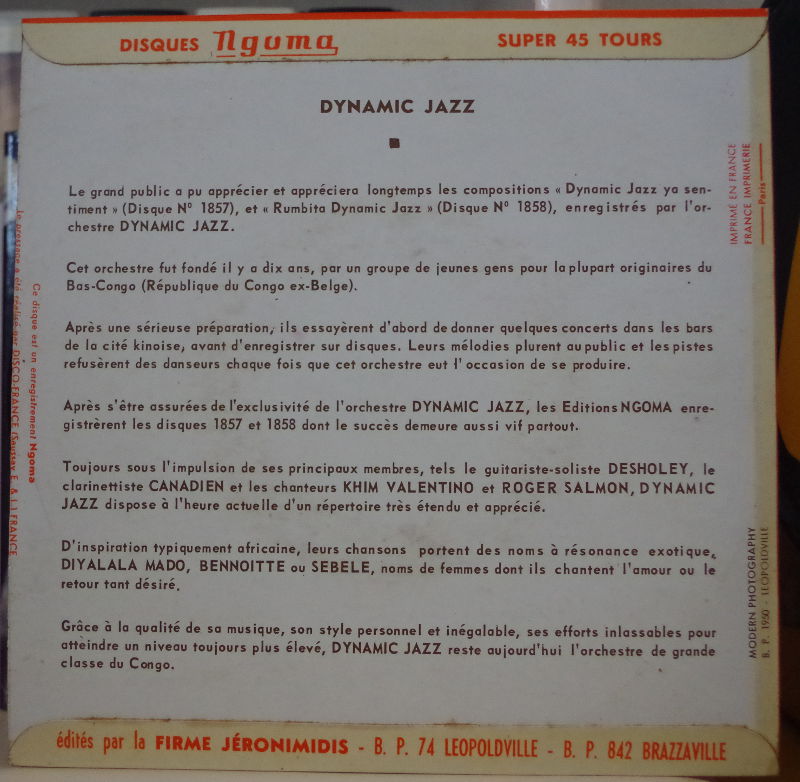 DISQUES Ngoma SUPER 45 TOURS
DYNAMIC JAZZ
Le grand public a pu apprécier et appréciera longtemps les compositions « Dynamic Jazz ya sen-
timent » (Disque N° 1857), et « Rumbita Dynamic Jazz » (Disque N° 1858), enregistrés par l'or-
chestre DYNAMIC JAZZ.
Cet orchestre fut fondé il y a dix ans, par un groupe de jeunes gens pour la plupart originaires du
Bas-Congo (République du Congo ex-Belge).
Après une sérieuse préparation, ils essayèrent d'abord de donner quelques concerts dans les bars
de la cité kinoise, avant d'enregistrer sur disques. Leurs mélodies plurent au public et les pistes
refusèrent des danseurs chaque fois que cet orchestre eut l'occasion de se produire.
Après s'être assurées de l'exclusivité de l'orchestre DYNAMIC JAZZ, les Editions NGOMA enre-
gistrèrent les disques 1857 et 1858 dont le succès demeure aussi vif partout.
Toujours sous l'impulsion de ses principaux membres, tels le guitariste-soliste DESHOLEY, le
clarinettiste CANADIEN et les chanteurs KHIM VALENTINO et ROGER SALMON, DYNAMIC
JAZZ dispose à l'heure actuelle d'un répertoire très étendu et apprécié.
D'inspiration typiquement africaine, leurs chansons portent des noms à résonance exotique,
DIYALALA MADO, BENNOITTE ou SEBELE, noms de femmes dont ils chantent l'amour ou le
retour tant désiré.
Grâce à la qualité de sa musique, son style personnel et inégalable, ses efforts inlassables pour
atteindre un niveau toujours plus élevé, DYNAMIC JAZZ reste aujourd'hui l'orchestre de grande
classe du Congo.
édités par la FIRME JÉRONIMIDIS - B. P. 74 LEOPOLDVILLE - B. P. 842 BRAZZAVILLE
Ce disque est un enregistrement Ngoma
le pressage a été réalisé par DISCO-FRANCE FRANCE
IMPRIMÉ EN FRANCE
FRANCE IMPRIMERIE
Paris
MODERN PHOTOGRAPHY
B. P. 1950 - LEOPOLDVILLE